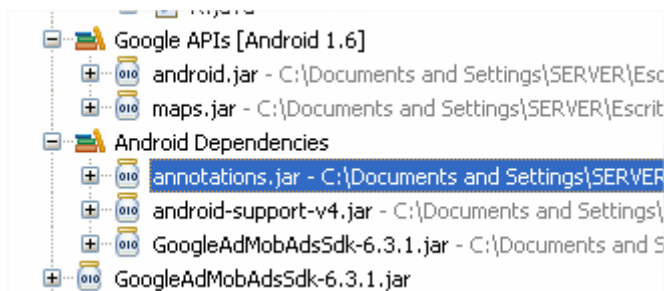 Google APIs [Android 1.6]
android.jar - C:\Documents and Settings\SERVER\Esc
maps.jar - C:\Documents and Settings\SERVER\Escrit
Android Dependencies
annotations.jar - C:\Documents and Settings\SERVER
android-support-v4.jar - C:\Documents and Settings\
GoogleAdMobAdsSdk-6.3.1.jar - C:\Documents and S
GoogleAdMobAdsSdk-6.3.1.jar